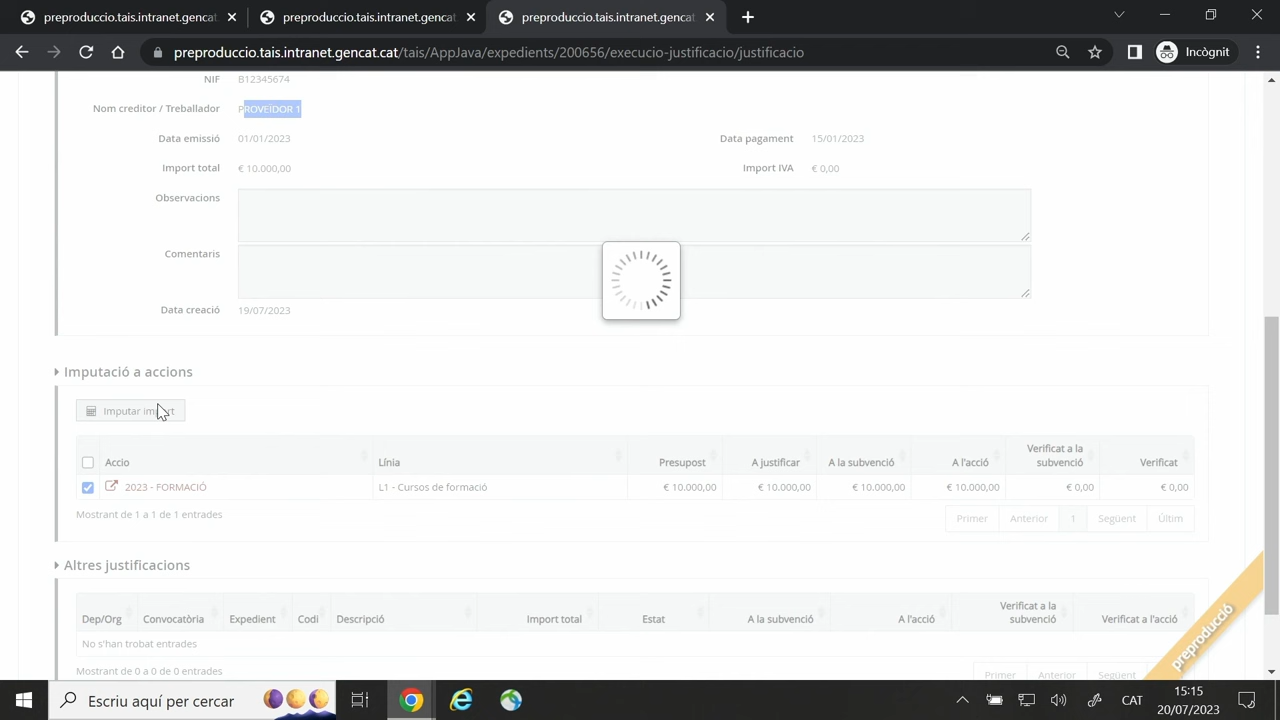 preproduccio.tais.intranet.gencat
preproduccio.tais.intranet.gencat
preproduccio.tais.intranet.gencat
preproduccio.tais.intranet.gencat.cat/tais/AppJava/expedients/200656/execucio-justificacio/justificacio
Incògnit
NIF B12345674
Nom creditor / Treballador PROVEÏDOR 1
Data emissió 01/01/2023 Data pagament 15/01/2023
Import total € 10.000,00 Import IVA € 0,00
Observacions
Comentaris
Data creació 19/07/2023
Imputació a accions
Imputar import
Accio Línia Presupost A justificar A la subvenció A l'acció Verificat a la subvenció Verificat
2023 - FORMACIÓ L1 - Cursos de formació € 10.000,00 € 10.000,00 € 10.000,00 € 10.000,00 € 0,00 € 0,00
Mostrant de 1 a 1 de 1 entrades Primer Anterior 1 Següent Últim
Altres justificacions
Dep/Org Convocatòria Expedient Codi Descripció Import total Estat A la subvenció A l'acció Verificat a la subvenció Verificat a l'acció
No s'han trobat entrades
Mostrant de 0 a 0 de 0 entrades Primer Anterior Següent Últim
preproducció
Escriu aquí per cercar
CAT
15:15
20/07/2023